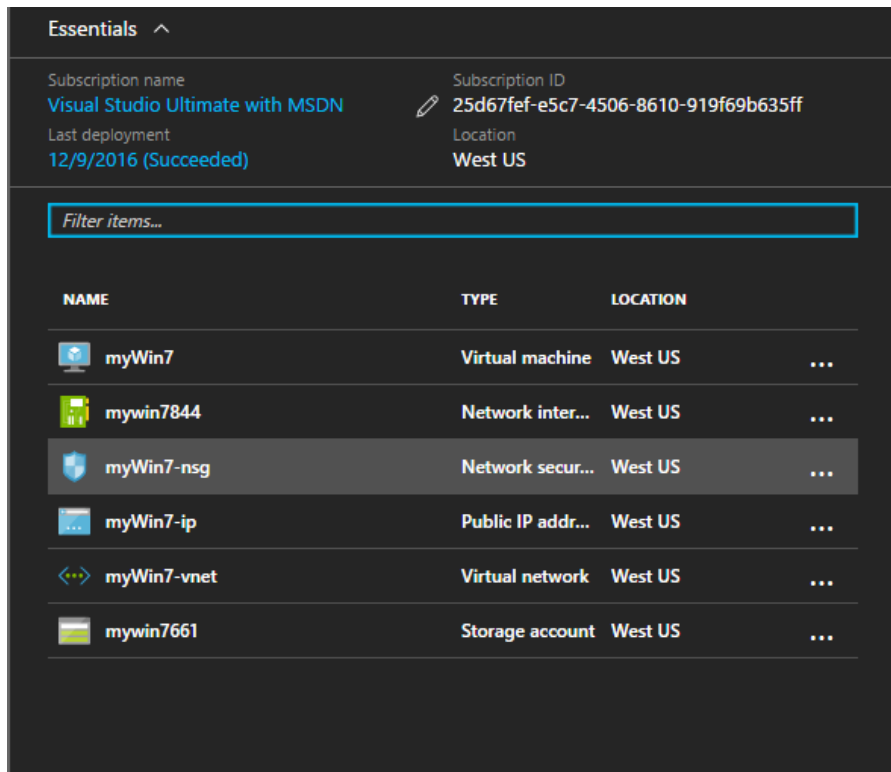 Essentials
Subscription name Subscription ID
Visual Studio Ultimate with MSDN 25d67fef-e5c7-4506-8610-919f69b635ff
Last deployment Location
12/9/2016 (Succeeded) West US
Filter items...
NAME TYPE LOCATION
myWin7 Virtual machine West US ...
mywin7844 Network inter... West US ...
myWin7-nsg Network secur... West US ...
myWin7-ip Public IP addr... West US ...
myWin7-vnet Virtual network West US ...
mywin7661 Storage account West US ...